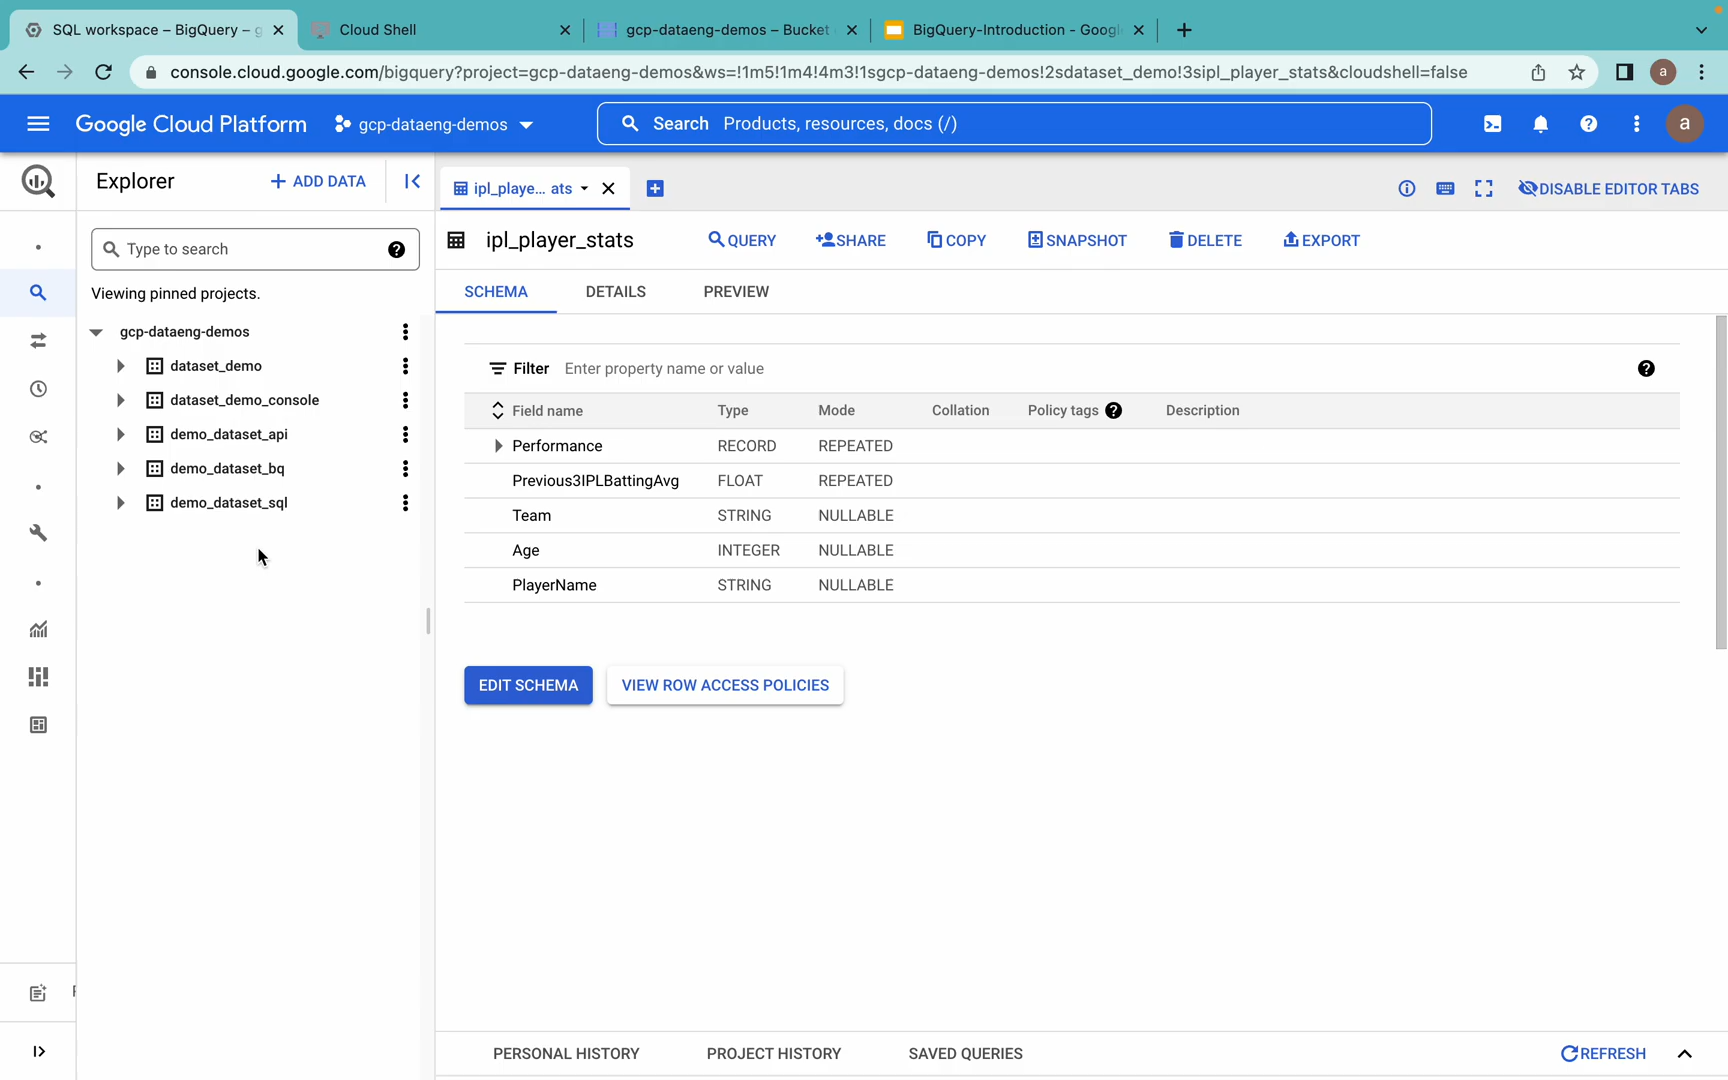 SQL workspace – BigQuery – g
Cloud Shell
gcp-dataeng-demos – Bucket
BigQuery-Introduction - Googl
console.cloud.google.com/bigquery?project=gcp-dataeng-demos&ws=!1m5!1m4!4m3!1sgcp-dataeng-demos!2sdataset_demo!3sipl_player_stats&cloudshell=false
a
Google Cloud Platform
gcp-dataeng-demos
Search Products, resources, docs (/)
a
Explorer
+ ADD DATA
ipl_playe... ats
DISABLE EDITOR TABS
Type to search
Viewing pinned projects.
gcp-dataeng-demos
dataset_demo
dataset_demo_console
demo_dataset_api
demo_dataset_bq
demo_dataset_sql
ipl_player_stats
QUERY
SHARE
COPY
SNAPSHOT
DELETE
EXPORT
SCHEMA
DETAILS
PREVIEW
Filter Enter property name or value
Field name Type Mode Collation Policy tags Description
Performance RECORD REPEATED
Previous3IPLBattingAvg FLOAT REPEATED
Team STRING NULLABLE
Age INTEGER NULLABLE
PlayerName STRING NULLABLE
EDIT SCHEMA
VIEW ROW ACCESS POLICIES
PERSONAL HISTORY
PROJECT HISTORY
SAVED QUERIES
REFRESH